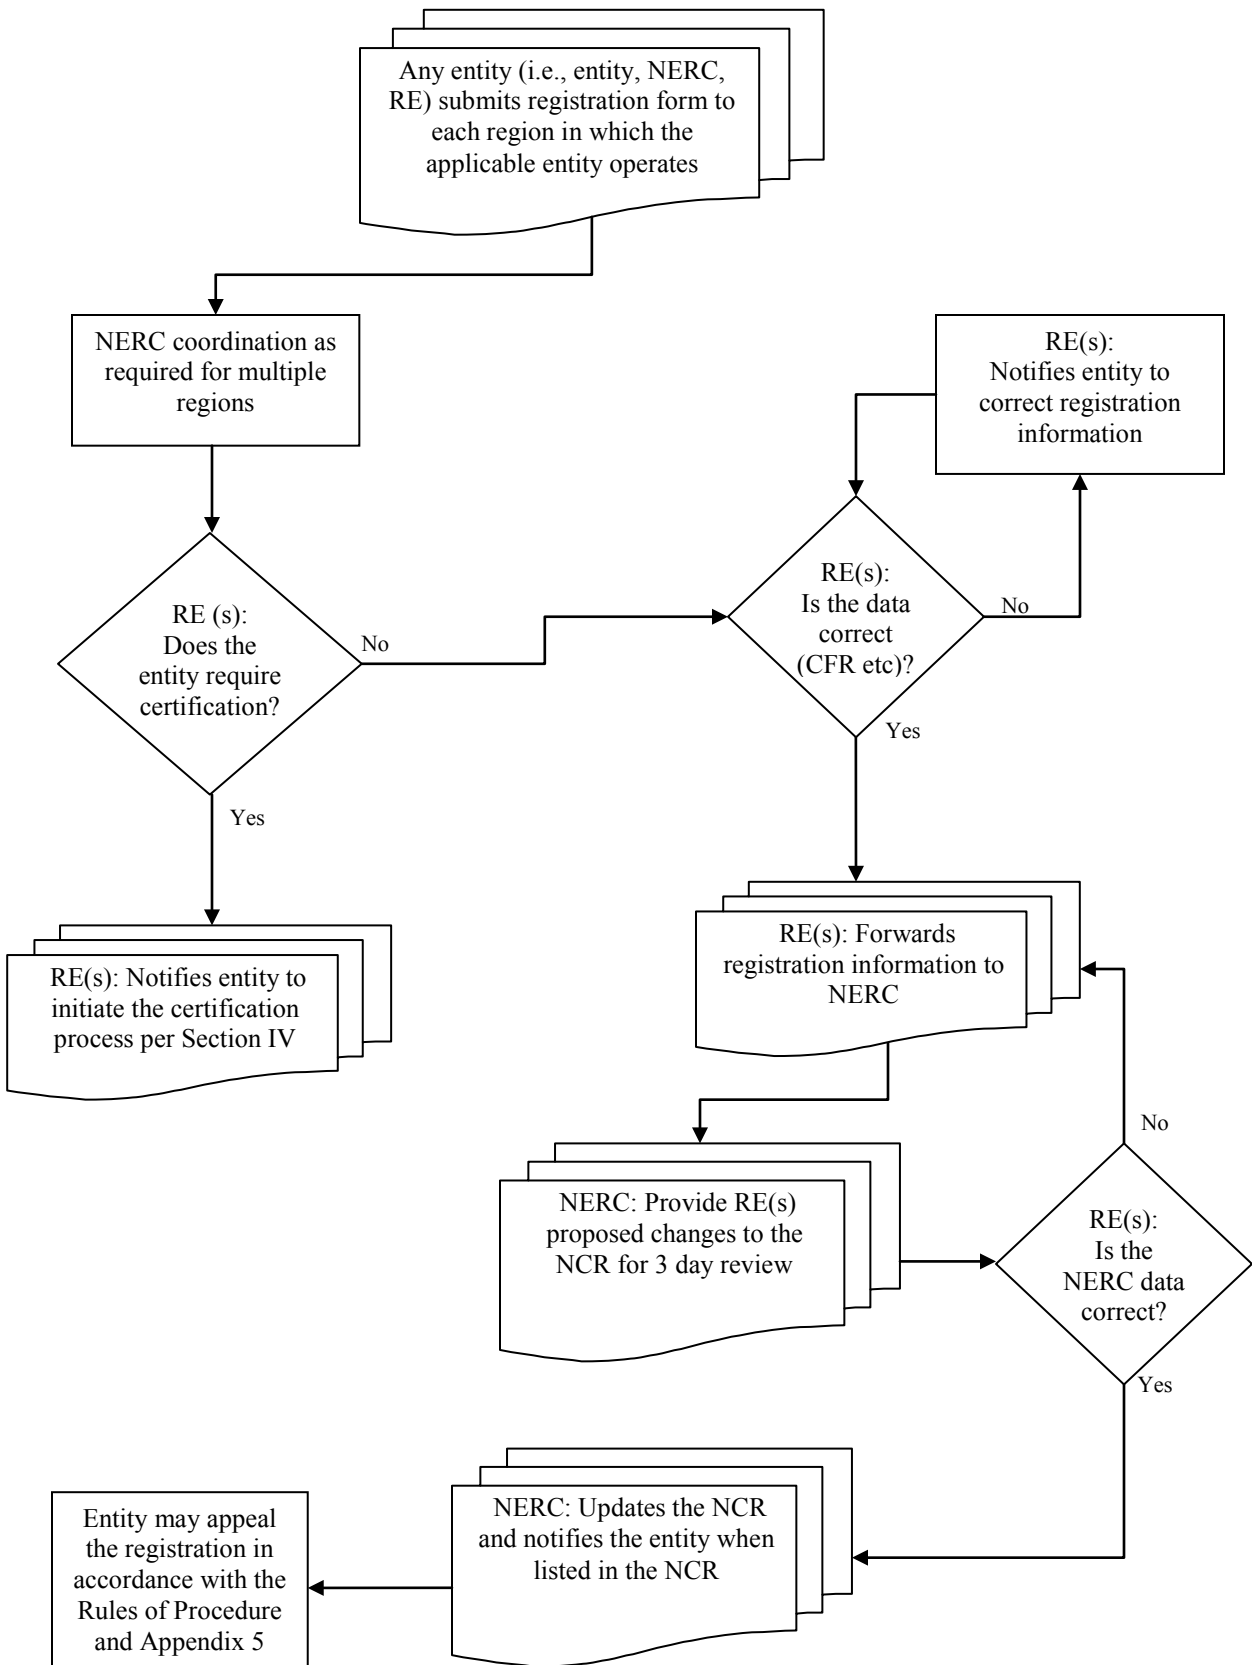 Any entity (i.e., entity, NERC,
RE) submits registration form to
each region in which the
applicable entity operates
NERC coordination as
required for multiple
regions
RE(s):
Notifies entity to
correct registration
information
RE (s):
Does the
entity require
certification?
No
Yes
RE(s):
Is the data
correct
(CFR etc)?
No
Yes
RE(s): Notifies entity to
initiate the certification
process per Section IV
RE(s): Forwards
registration information to
NERC
NERC: Provide RE(s)
proposed changes to the
NCR for 3 day review
No
RE(s):
Is the
NERC data
correct?
Yes
NERC: Updates the NCR
and notifies the entity when
listed in the NCR
Entity may appeal
the registration in
accordance with the
Rules of Procedure
and Appendix 5